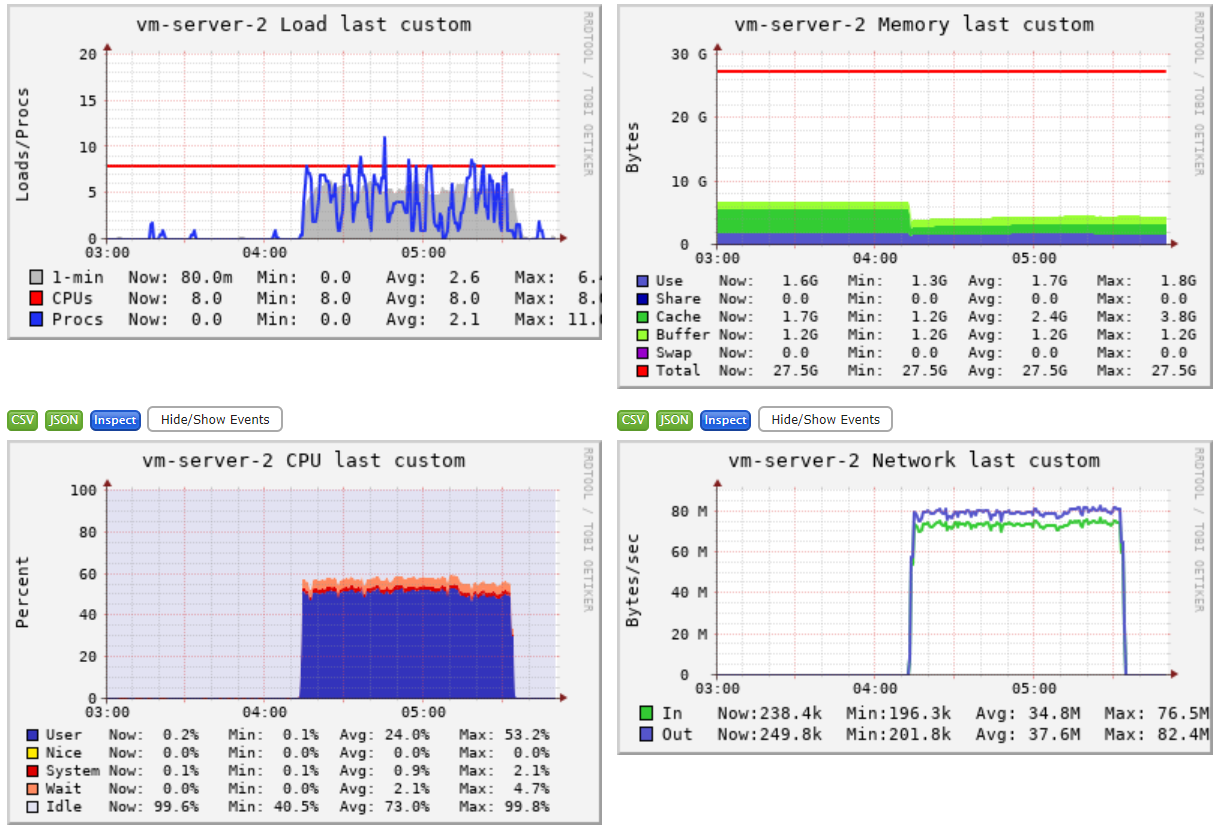 vm-server-2 Load last custom
RRDTOOL / TOBI OETIKER
Loads/Procs
20
15
10
5
0
03:00 04:00 05:00
1-min Now: 80.0m Min: 0.0 Avg: 2.6 Max: 6.
CPUs Now: 8.0 Min: 8.0 Avg: 8.0 Max: 8.
Procs Now: 0.0 Min: 0.0 Avg: 2.1 Max: 11.
vm-server-2 Memory last custom
RRDTOOL / TOBI OETIKER
Bytes
30 G
20 G
10 G
0
03:00 04:00 05:00
Use Now: 1.6G Min: 1.3G Avg: 1.7G Max: 1.8G
Share Now: 0.0 Min: 0.0 Avg: 0.0 Max: 0.0
Cache Now: 1.7G Min: 1.2G Avg: 2.4G Max: 3.8G
Buffer Now: 1.2G Min: 1.2G Avg: 1.2G Max: 1.2G
Swap Now: 0.0 Min: 0.0 Avg: 0.0 Max: 0.0
Total Now: 27.5G Min: 27.5G Avg: 27.5G Max: 27.5G
CSV JSON Inspect Hide/Show Events
CSV JSON Inspect Hide/Show Events
vm-server-2 CPU last custom
RRDTOOL / TOBI OETIKER
Percent
100
80
60
40
20
0
03:00 04:00 05:00
User Now: 0.2% Min: 0.1% Avg: 24.0% Max: 53.2%
Nice Now: 0.0% Min: 0.0% Avg: 0.0% Max: 0.0%
System Now: 0.1% Min: 0.1% Avg: 0.9% Max: 2.1%
Wait Now: 0.0% Min: 0.0% Avg: 2.1% Max: 4.7%
Idle Now: 99.6% Min: 40.5% Avg: 73.0% Max: 99.8%
vm-server-2 Network last custom
RRDTOOL / TOBI OETIKER
Bytes/sec
80 M
60 M
40 M
20 M
0
03:00 04:00 05:00
In Now:238.4k Min:196.3k Avg: 34.8M Max: 76.5M
Out Now:249.8k Min:201.8k Avg: 37.6M Max: 82.4M